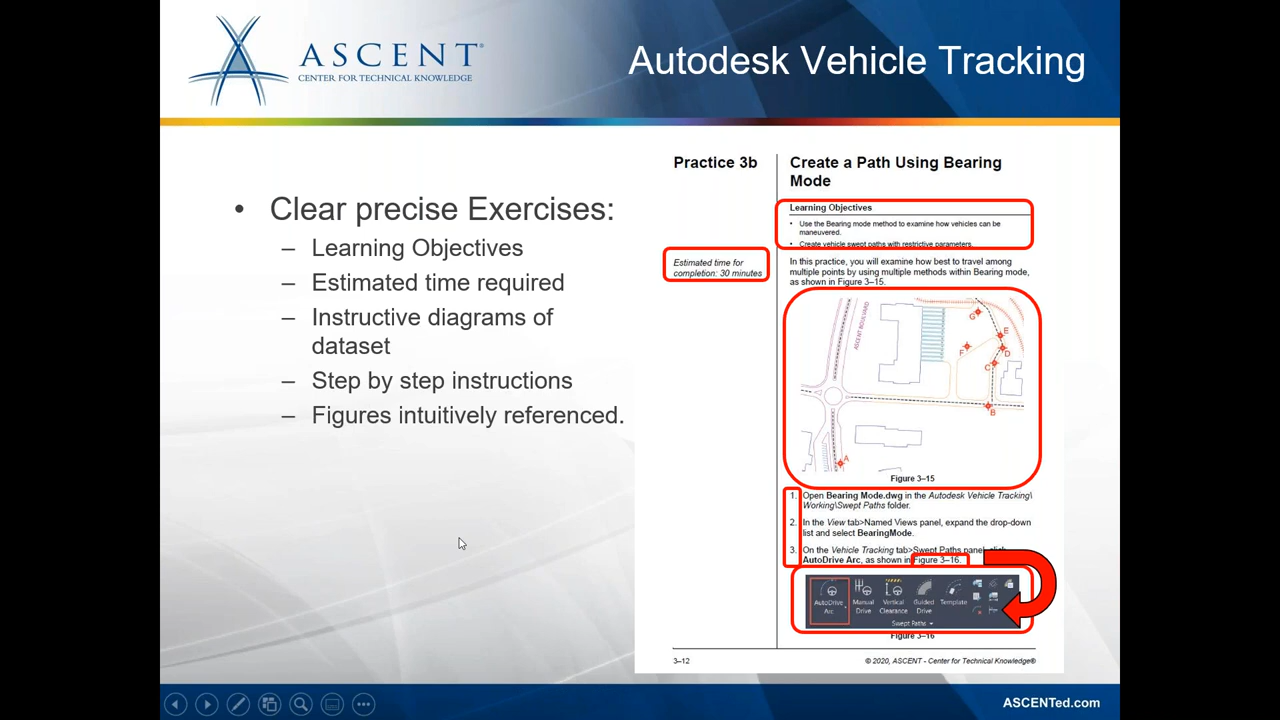 ASCENT®
CENTER FOR TECHNICAL KNOWLEDGE
Autodesk Vehicle Tracking
• Clear precise Exercises:
– Learning Objectives
– Estimated time required
– Instructive diagrams of
dataset
– Step by step instructions
– Figures intuitively referenced.
Practice 3b
Create a Path Using Bearing
Mode
Learning Objectives
• Use the Bearing mode method to examine how vehicles can be
maneuvered.
• Create vehicle swept paths with restrictive parameters.
Estimated time for
completion: 30 minutes
In this practice, you will examine how best to travel among
multiple points by using multiple methods within Bearing mode,
as shown in Figure 3–15.
ASCENT BOULEVARD
G
E
F
D
C
B
A
Figure 3–15
1. Open Bearing Mode.dwg in the Autodesk Vehicle Tracking\
Working\Swept Paths folder.
2. In the View tab>Named Views panel, expand the drop-down
list and select BearingMode.
3. On the Vehicle Tracking tab>Swept Paths panel, click
AutoDrive Arc, as shown in Figure 3–16.
AutoDrive
Arc
Manual
Drive
Vertical
Clearance
Guided
Drive
Template
Swept Paths
Figure 3–16
3–12
© 2020, ASCENT - Center for Technical Knowledge®
ASCENTed.com